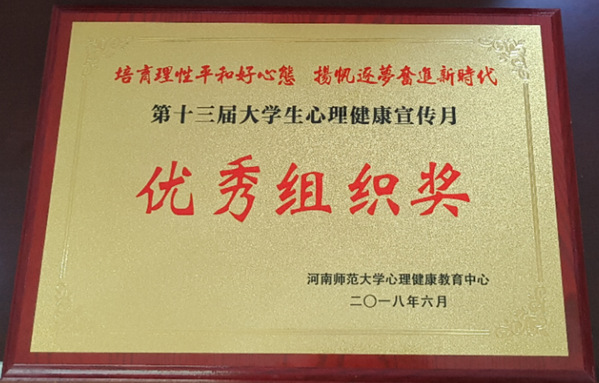 培育理性平和好心態 揚帆逐夢奮進新時代
第十三届大学生心理健康宣传月
优秀组织奖
河南师范大学心理健康教育中心
二〇一八年六月